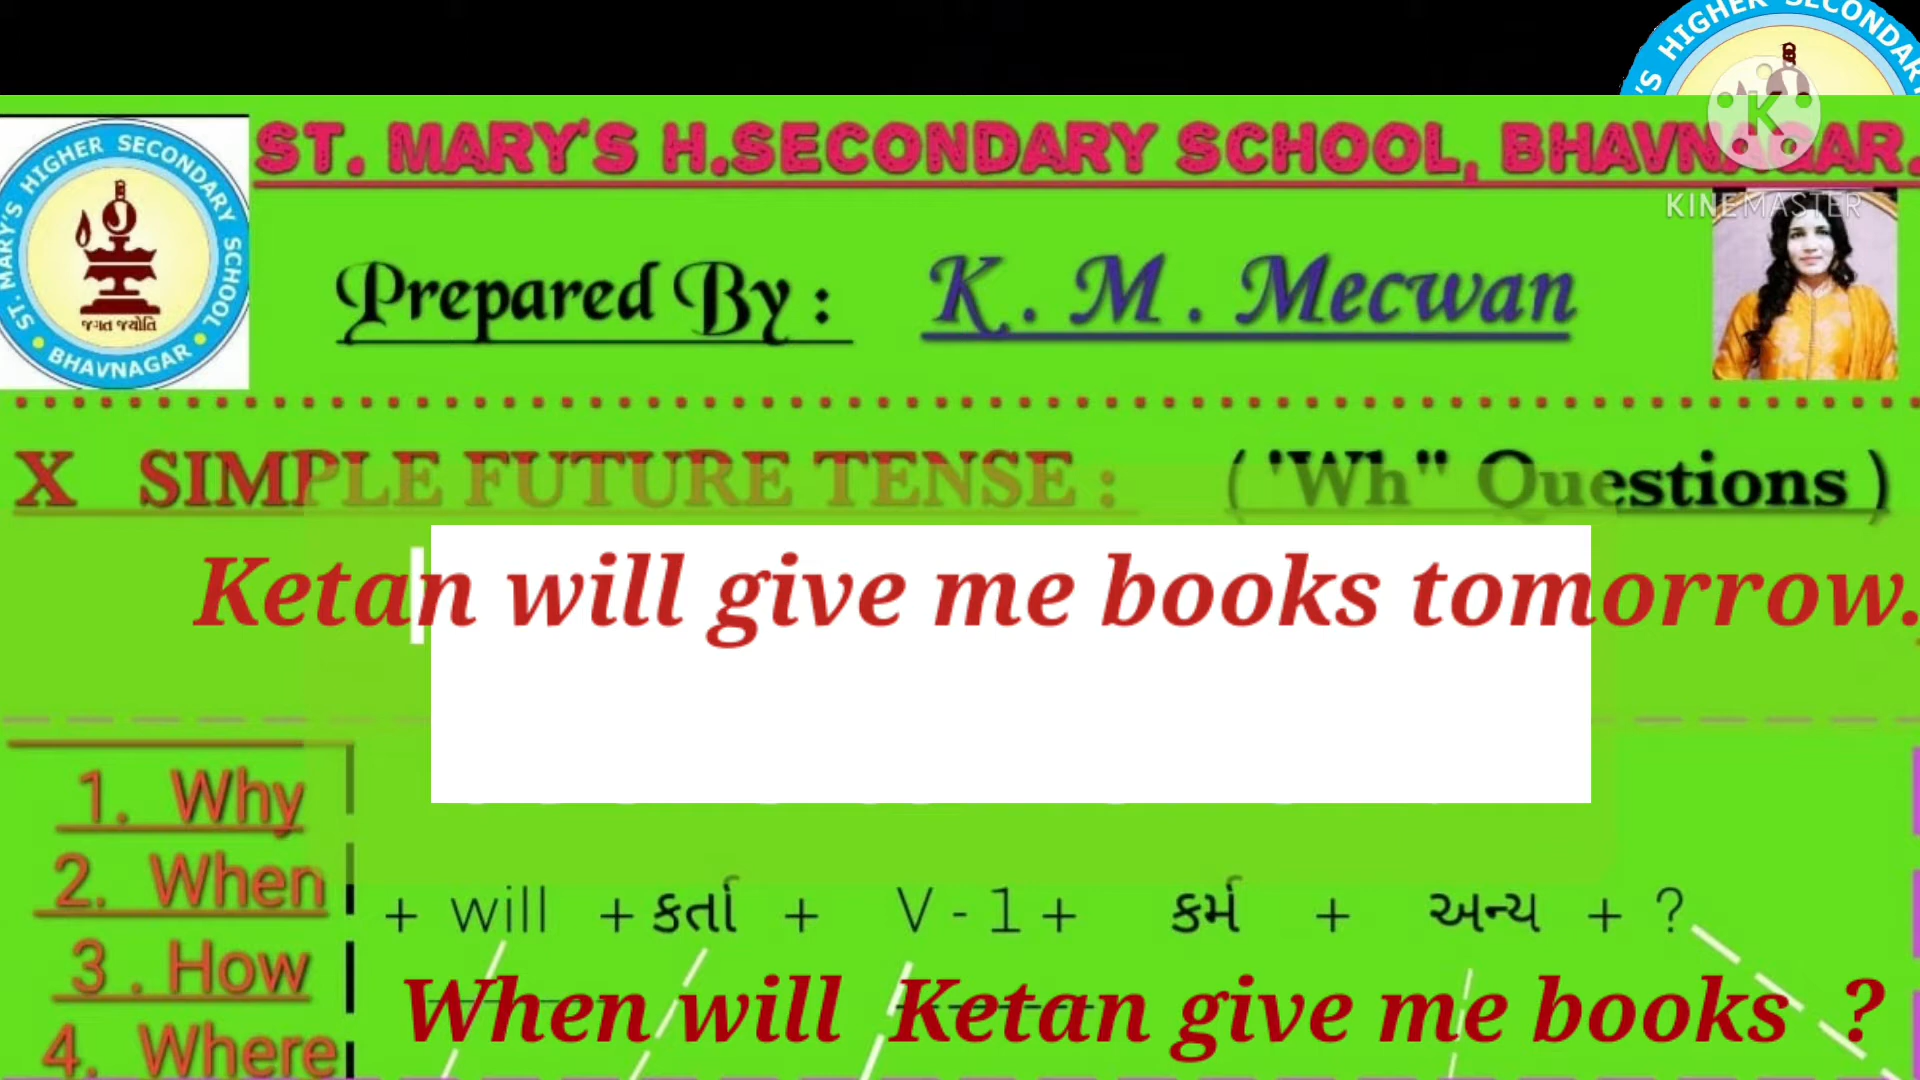 'S HIGHER SECONDAR
ST. MARY'S H.SECONDARY SCHOOL, BHAVNAGAR.
ST. MARY'S HIGHER SECONDARY SCHOOL
જગત જ્યોતિ
BHAVNAGAR
K
KINEMASTER
Prepared By : K . M . Mecwan
X SIMPLE FUTURE TENSE : ( "Wh" Questions )
Ketan will give me books tomorrow.
1. Why
2. When
+ will + કર્તા + V - 1 + કર્મ + અન્ય + ?
3 . How
When will Ketan give me books ?
4. Where